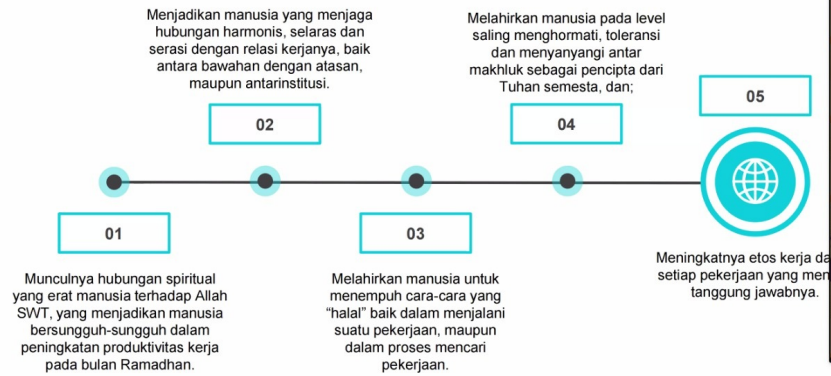 Menjadikan manusia yang menjaga
hubungan harmonis, selaras dan
serasi dengan relasi kerjanya, baik
antara bawahan dengan atasan,
maupun antarinstitusi.
02
Melahirkan manusia pada level
saling menghormati, toleransi
dan menyanyangi antar
makhluk sebagai pencipta dari
Tuhan semesta, dan;
04
05
01
Munculnya hubungan spiritual
yang erat manusia terhadap Allah
SWT, yang menjadikan manusia
bersungguh-sungguh dalam
peningkatan produktivitas kerja
pada bulan Ramadhan.
03
Melahirkan manusia untuk
menempuh cara-cara yang
“halal” baik dalam menjalani
suatu pekerjaan, maupun
dalam proses mencari
pekerjaan.
Meningkatnya etos kerja
setiap pekerjaan yang
tanggung jawabnya.